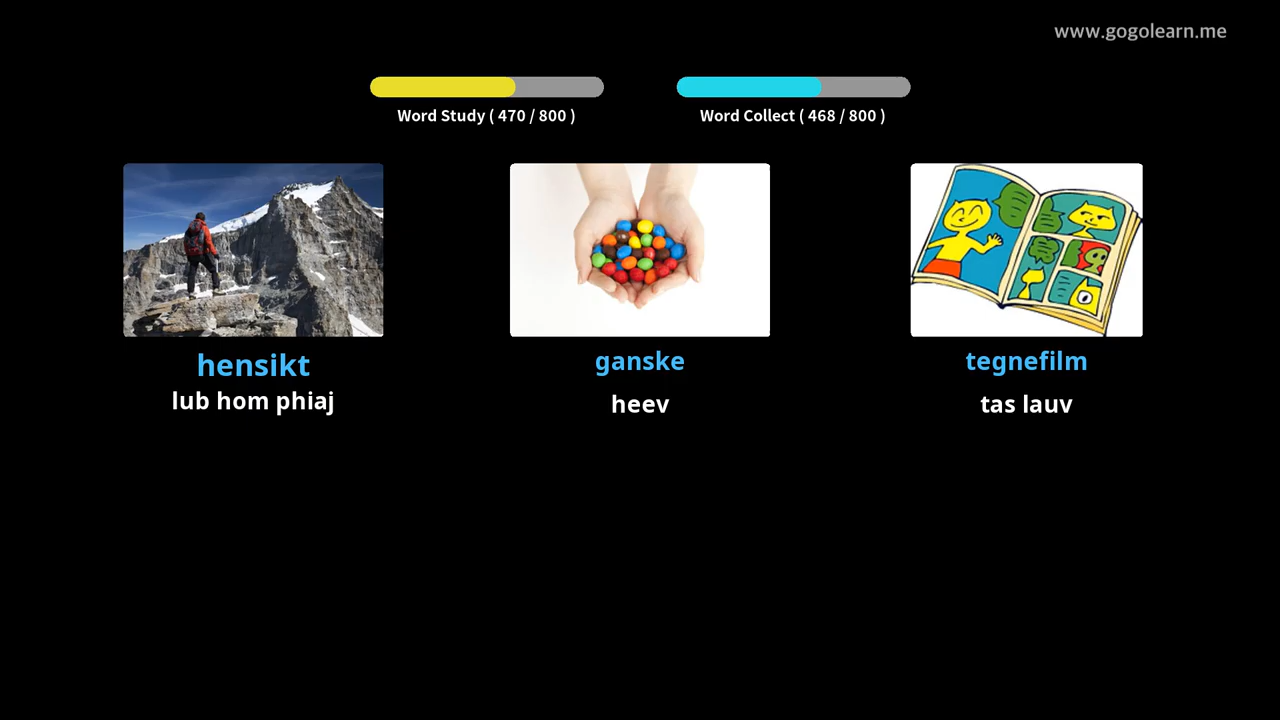 www.gogolearn.me
Word Study ( 470 / 800 )
Word Collect ( 468 / 800 )
hensikt
lub hom phiaj
ganske
heev
tegnefilm
tas lauv